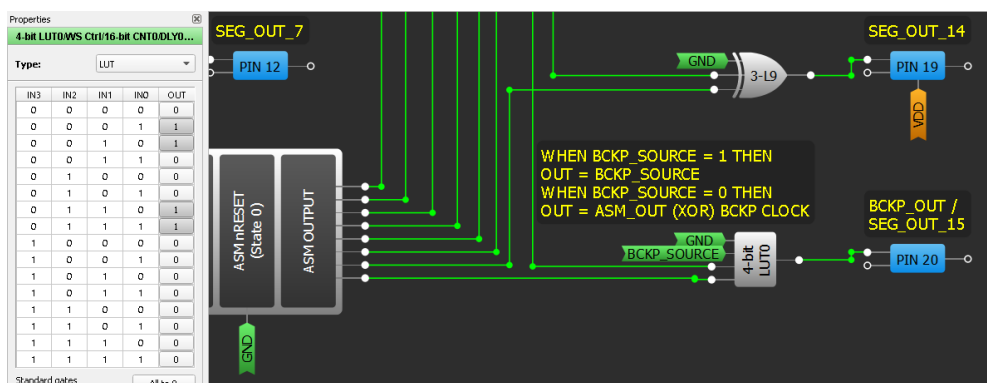 Properties
4-bit LUT0/WS Ctrl/16-bit CNT0/DLY0...
Type:
LUT
IN3 IN2 IN1 IN0 OUT
0 0 0 0 0
0 0 0 1 1
0 0 1 0 1
0 0 1 1 0
0 1 0 0 0
0 1 0 1 0
0 1 1 0 1
0 1 1 1 1
1 0 0 0 0
1 0 0 1 0
1 0 1 0 0
1 0 1 1 0
1 1 0 0 0
1 1 0 1 0
1 1 1 0 0
1 1 1 1 0
Standard gates
All to 0
SEG_OUT_7
PIN 12
ASM nRESET
(State 0)
ASM OUTPUT
GND
GND
3-L9
SEG_OUT_14
PIN 19
VDD
WHEN BCKP_SOURCE = 1 THEN
OUT = BCKP_SOURCE
WHEN BCKP_SOURCE = 0 THEN
OUT = ASM_OUT (XOR) BCKP CLOCK
GND
BCKP_SOURCE
4-bit
LUT0
BCKP_OUT /
SEG_OUT_15
PIN 20